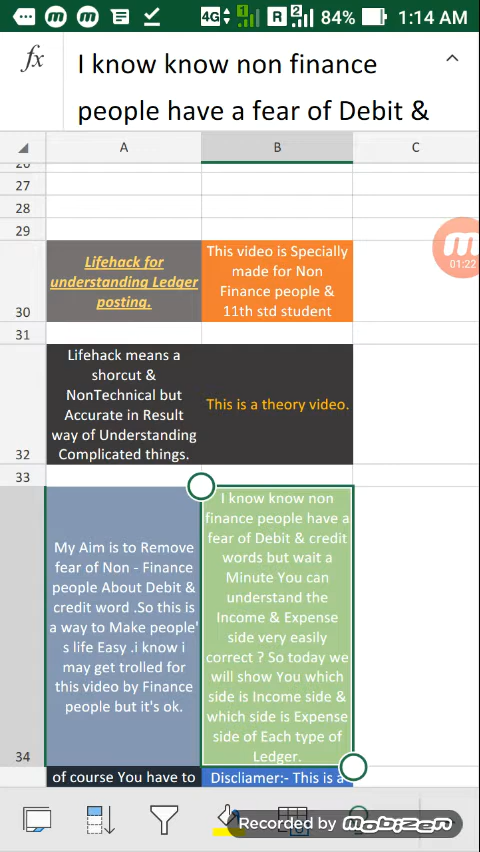 4G 1 R 2 84% 1:14 AM
fx I know know non finance
people have a fear of Debit &
A B C
26
27
28
29
30
Lifehack for
understanding Ledger
posting.
This video is Specially
made for Non
Finance people &
11th std student
01:22
31
32
Lifehack means a
shorcut &
NonTechnical but
Accurate in Result
way of Understanding
Complicated things.
This is a theory video.
33
34
My Aim is to Remove
fear of Non - Finance
people About Debit &
credit word .So this is
a way to Make people'
s life Easy .i know i
may get trolled for
this video by Finance
people but it's ok.
I know know non
finance people have a
fear of Debit & credit
words but wait a
Minute You can
understand the
Income & Expense
side very easily
correct ? So today we
will show You which
side is Income side &
which side is Expense
side of Each type of
Ledger.
of course You have to
Discliamer:- This is a
Recorded by mobizen